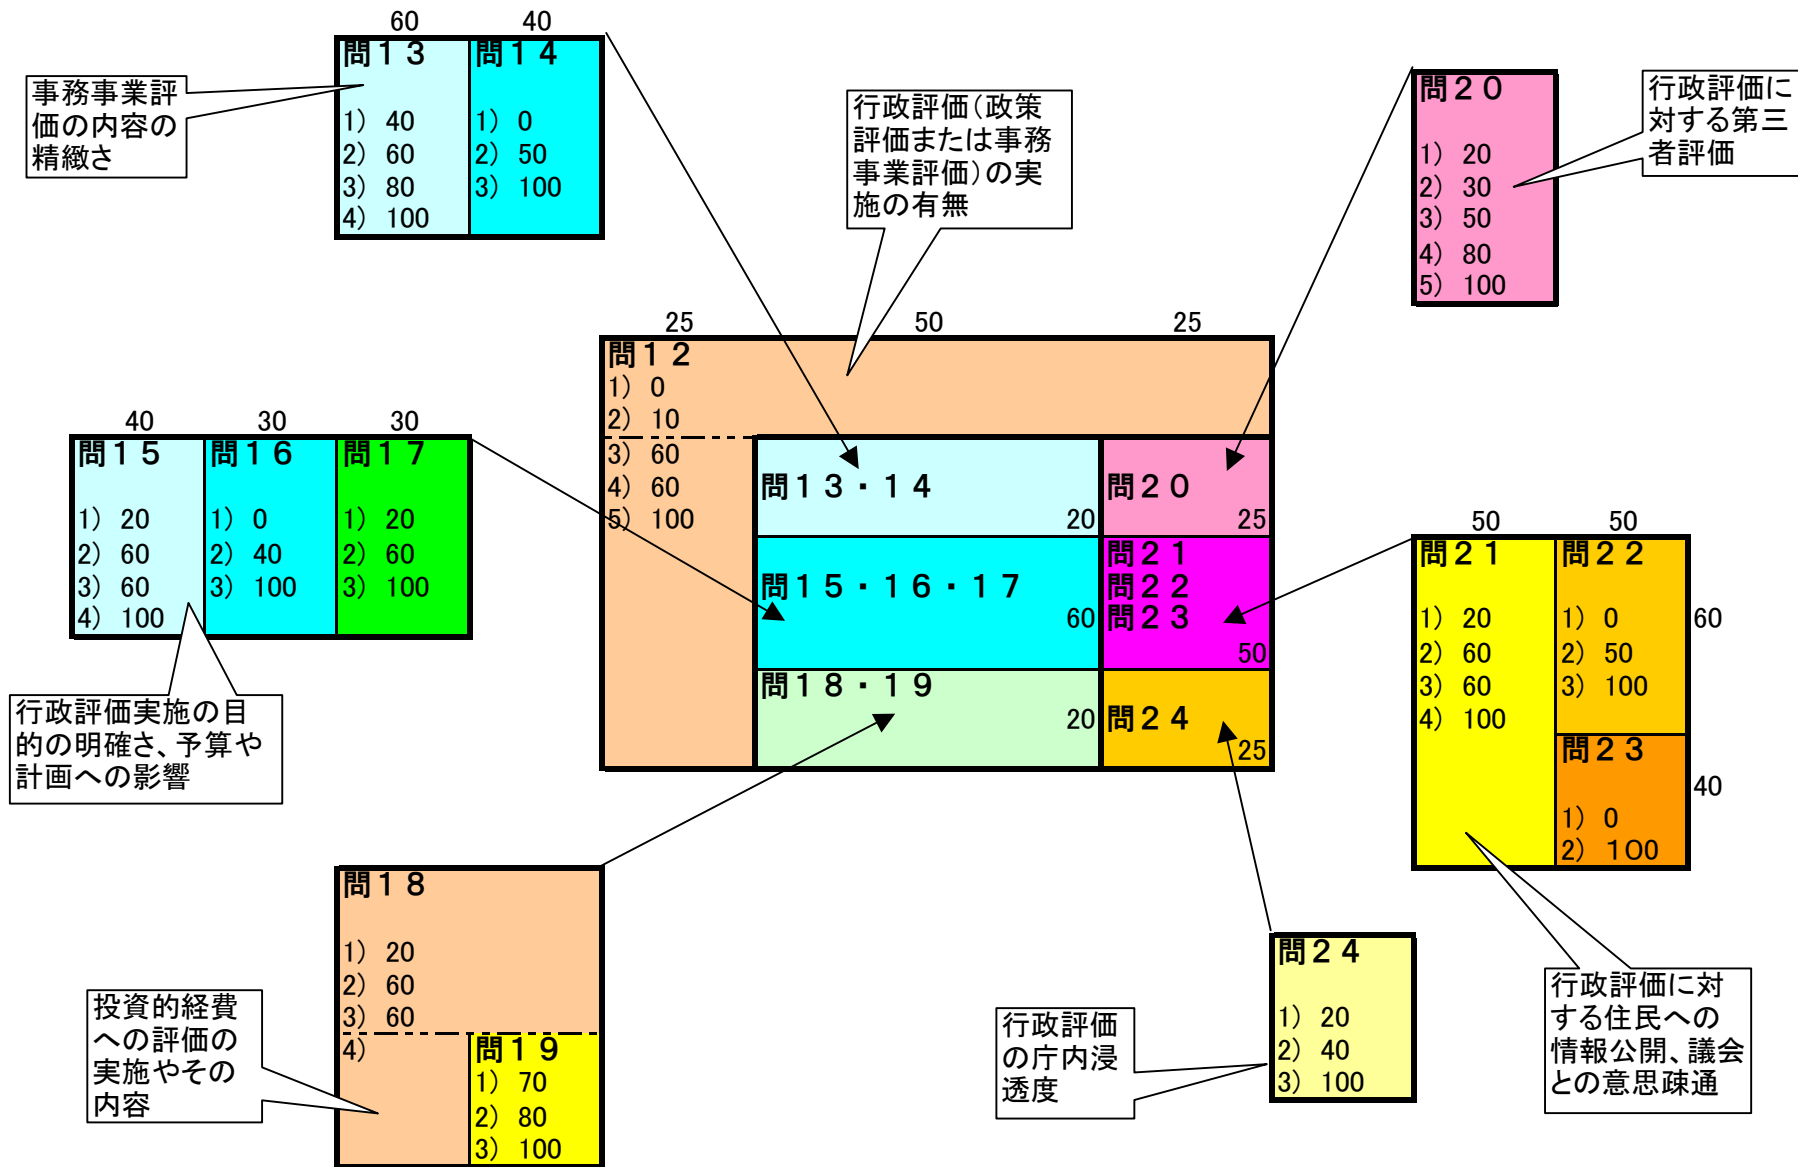 60
40
問１３
1) 40
2) 60
3) 80
4) 100
問１４
1) 0
2) 50
3) 100
事務事業評
価の内容の
精緻さ
行政評価（政策
評価または事務
事業評価）の実
施の有無
問２０
1) 20
2) 30
3) 50
4) 80
5) 100
行政評価に
対する第三
者評価
25
50
25
問１２
1) 0
2) 10
3) 60
4) 60
5) 100
問１３・１４
20
問２０
25
問１５・１６・１７
60
問２１
問２２
問２３
50
問１８・１９
20
問２４
25
40
30
30
問１５
1) 20
2) 60
3) 60
4) 100
問１６
1) 0
2) 40
3) 100
問１７
1) 20
2) 60
3) 100
行政評価実施の目
的の明確さ、予算や
計画への影響
50
50
問２１
1) 20
2) 60
3) 60
4) 100
問２２
1) 0
2) 50
3) 100
60
問２３
1) 0
2) １００
40
問１８
1) 20
2) 60
3) 60
4)
問１９
1) 70
2) 80
3) 100
投資的経費
への評価の
実施やその
内容
問２４
1) 20
2) 40
3) 100
行政評価
の庁内浸
透度
行政評価に対
する住民への
情報公開、議会
との意思疎通